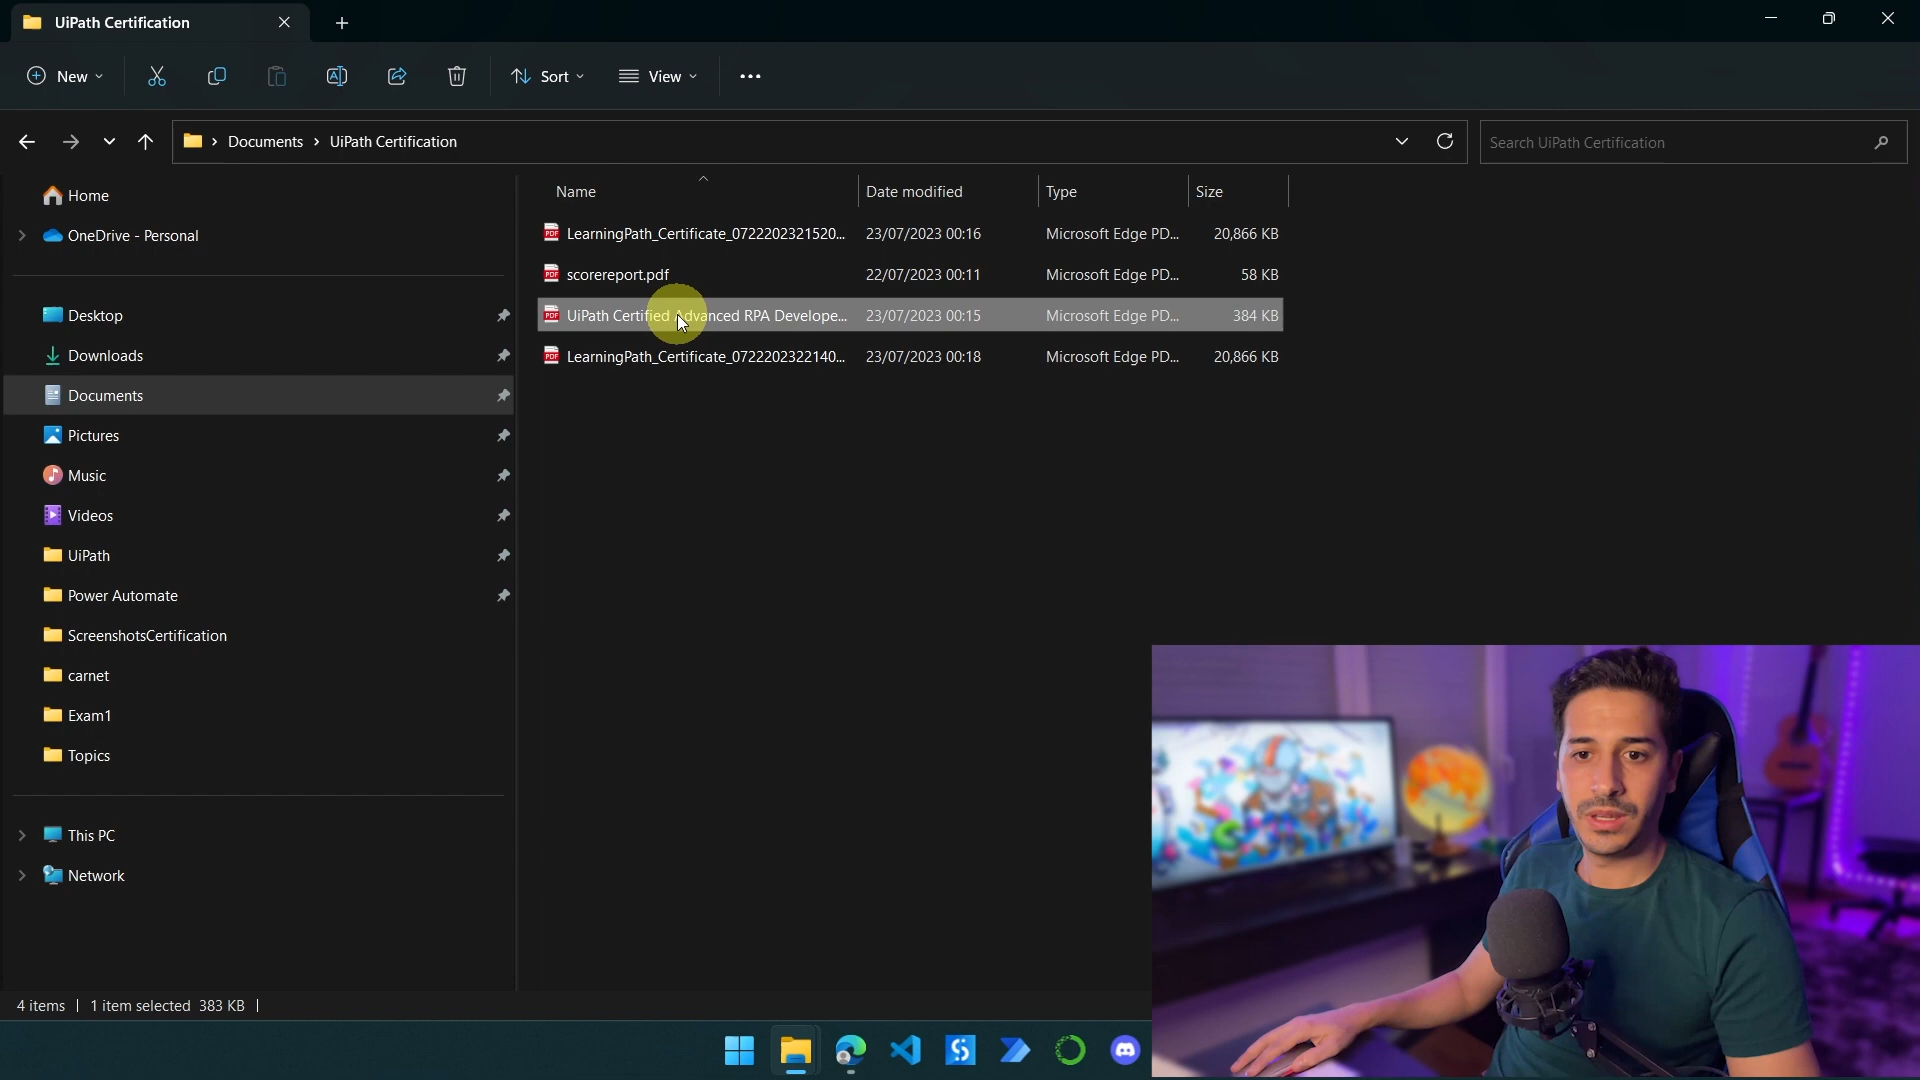 UiPath Certification
New
Sort
View
Documents > UiPath Certification
Search UiPath Certification
Home
OneDrive - Personal
Desktop
Downloads
Documents
Pictures
Music
Videos
UiPath
Power Automate
ScreenshotsCertification
carnet
Exam1
Topics
This PC
Network
Name Date modified Type Size
LearningPath_Certificate_0722202321520... 23/07/2023 00:16 Microsoft Edge PD... 20,866 KB
scorereport.pdf 22/07/2023 00:11 Microsoft Edge PD... 58 KB
UiPath Certified Advanced RPA Develope... 23/07/2023 00:15 Microsoft Edge PD... 384 KB
LearningPath_Certificate_0722202322140... 23/07/2023 00:18 Microsoft Edge PD... 20,866 KB
4 items 1 item selected 383 KB